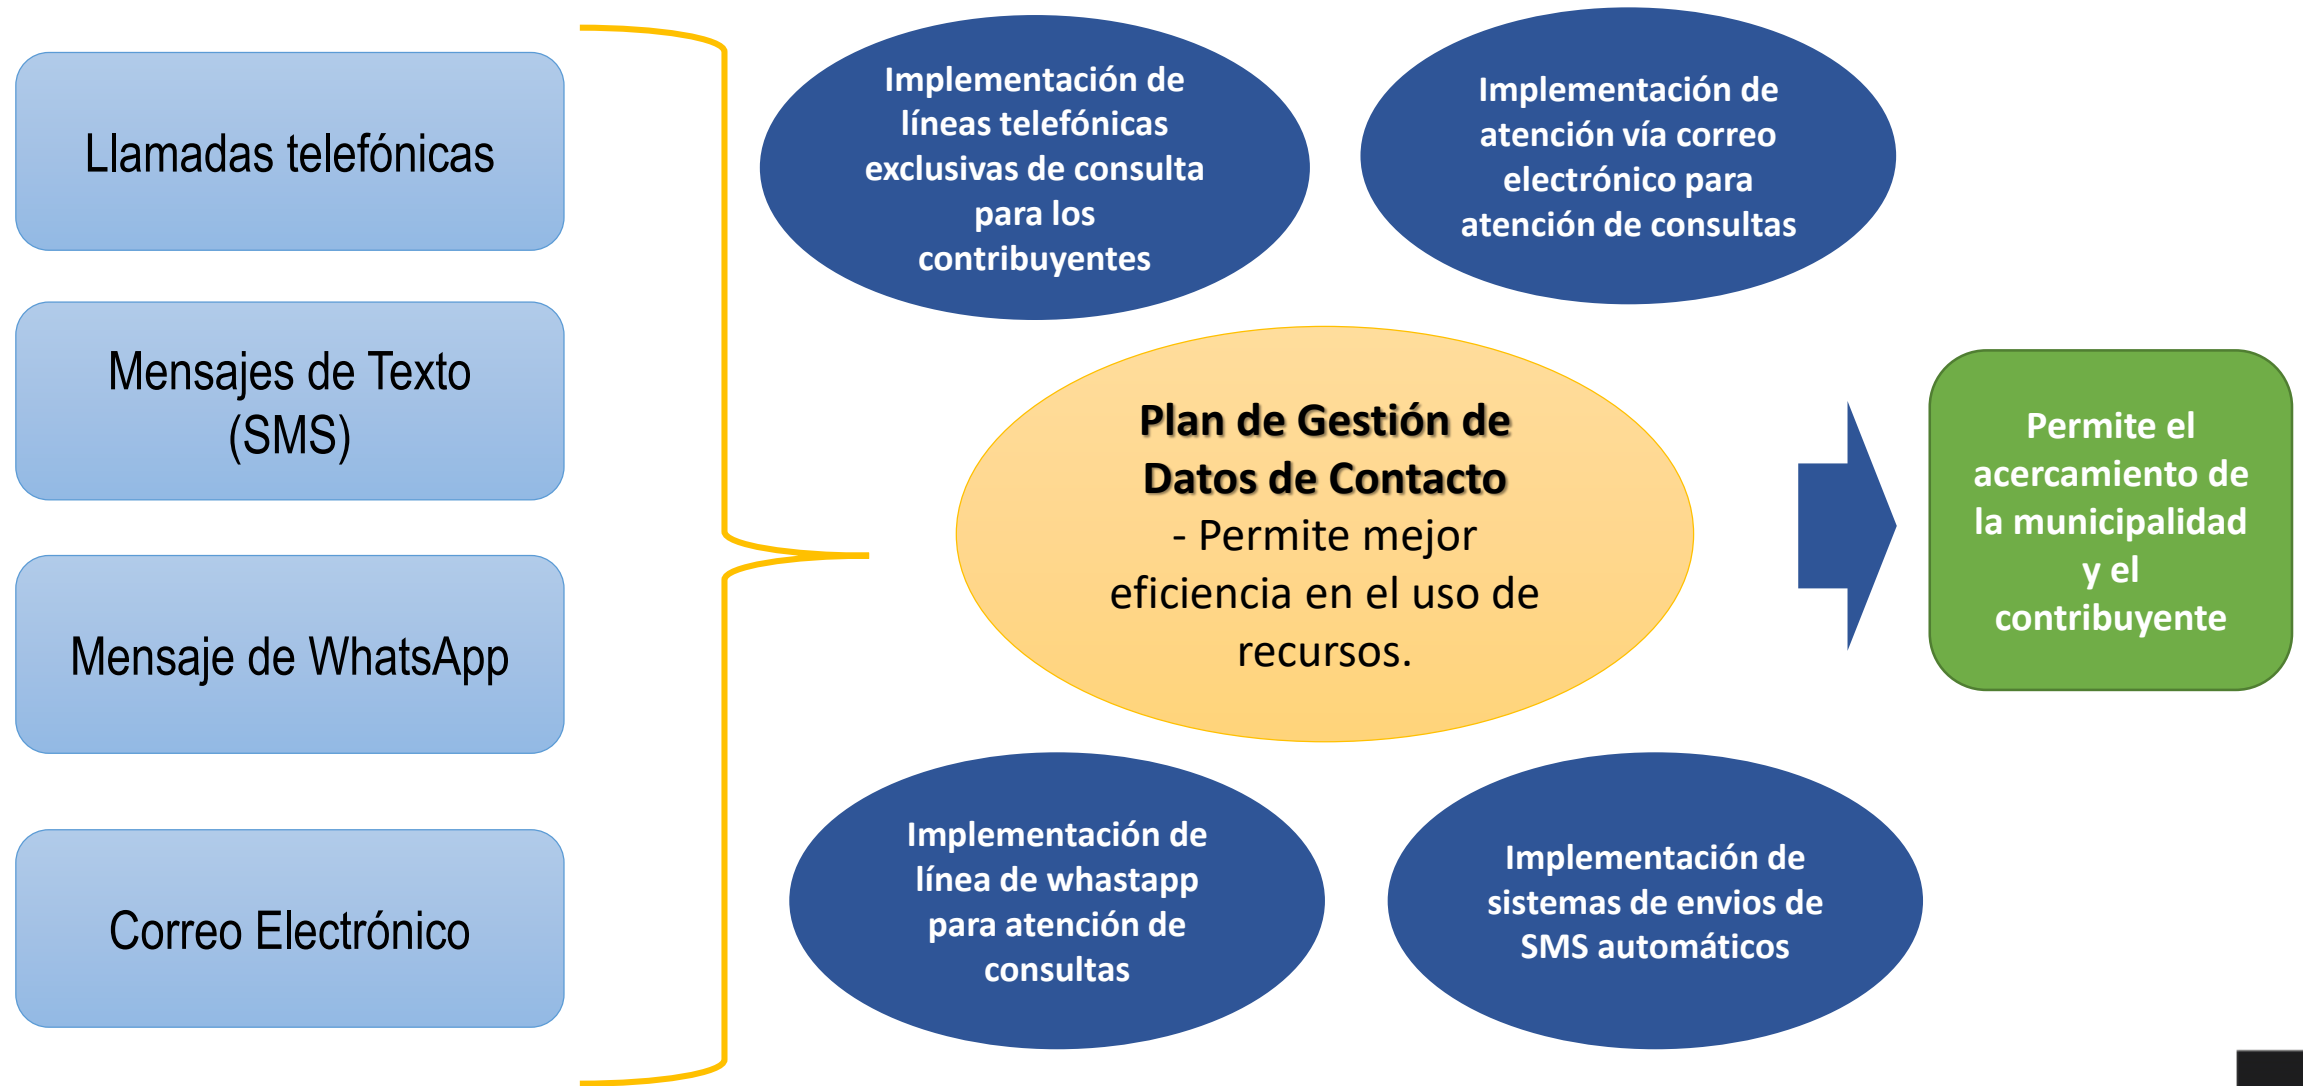 Llamadas telefónicas
Mensajes de Texto
(SMS)
Mensaje de WhatsApp
Correo Electrónico
Implementación de
líneas telefónicas
exclusivas de consulta
para los
contribuyentes
Implementación de
atención vía correo
electrónico para
atención de consultas
Plan de Gestión de
Datos de Contacto
- Permite mejor
eficiencia en el uso de
recursos.
Implementación de
línea de whastapp
para atención de
consultas
Implementación de
sistemas de envios de
SMS automáticos
Permite el
acercamiento de
la municipalidad
y el
contribuyente